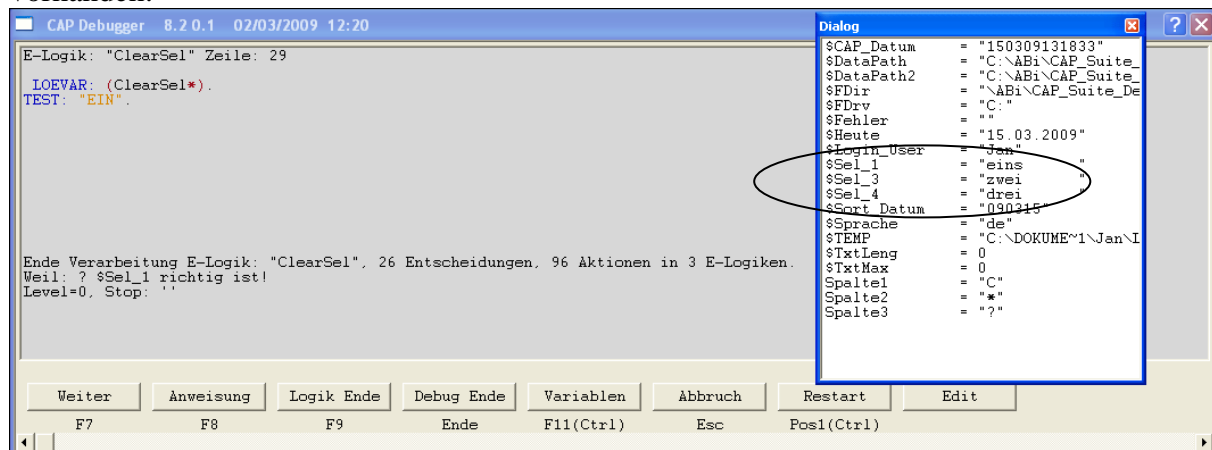 CAP Debugger 8.2 0.1 02/03/2009 12:20
E-Logik: "ClearSel" Zeile: 29
LOEVAR: (ClearSel*).
TEST: "EIN".
Ende Verarbeitung E-Logik: "ClearSel", 26 Entscheidungen, 96 Aktionen in 3 E-Logiken.
Weil: ? $Sel_1 richtig ist!
Level=0, Stop: ''
Dialog
$CAP_Datum = "150309131833"
$DataPath = "C:\ABi\CAP_Suite_
$DataPath2 = "C:\ABi\CAP_Suite_
$FDir = "\ABi\CAP_Suite_De
$FDrv = "C:"
$Fehler = ""
$Heute = "15.03.2009"
$Login_User = "Jan"
$Sel_1 = "eins "
$Sel_3 = "zwei "
$Sel_4 = "drei "
$Sort_Datum = "090315"
$Sprache = "de"
$TEMP = "C:\DOKUME~1\Jan\I
$TxtLeng = 0
$TxtMax = 0
Spalte1 = "C"
Spalte2 = "*"
Spalte3 = "?"
Weiter Anweisung Logik Ende Debug Ende Variablen Abbruch Restart Edit
F7 F8 F9 Ende F11(Ctrl) Esc Pos1(Ctrl)